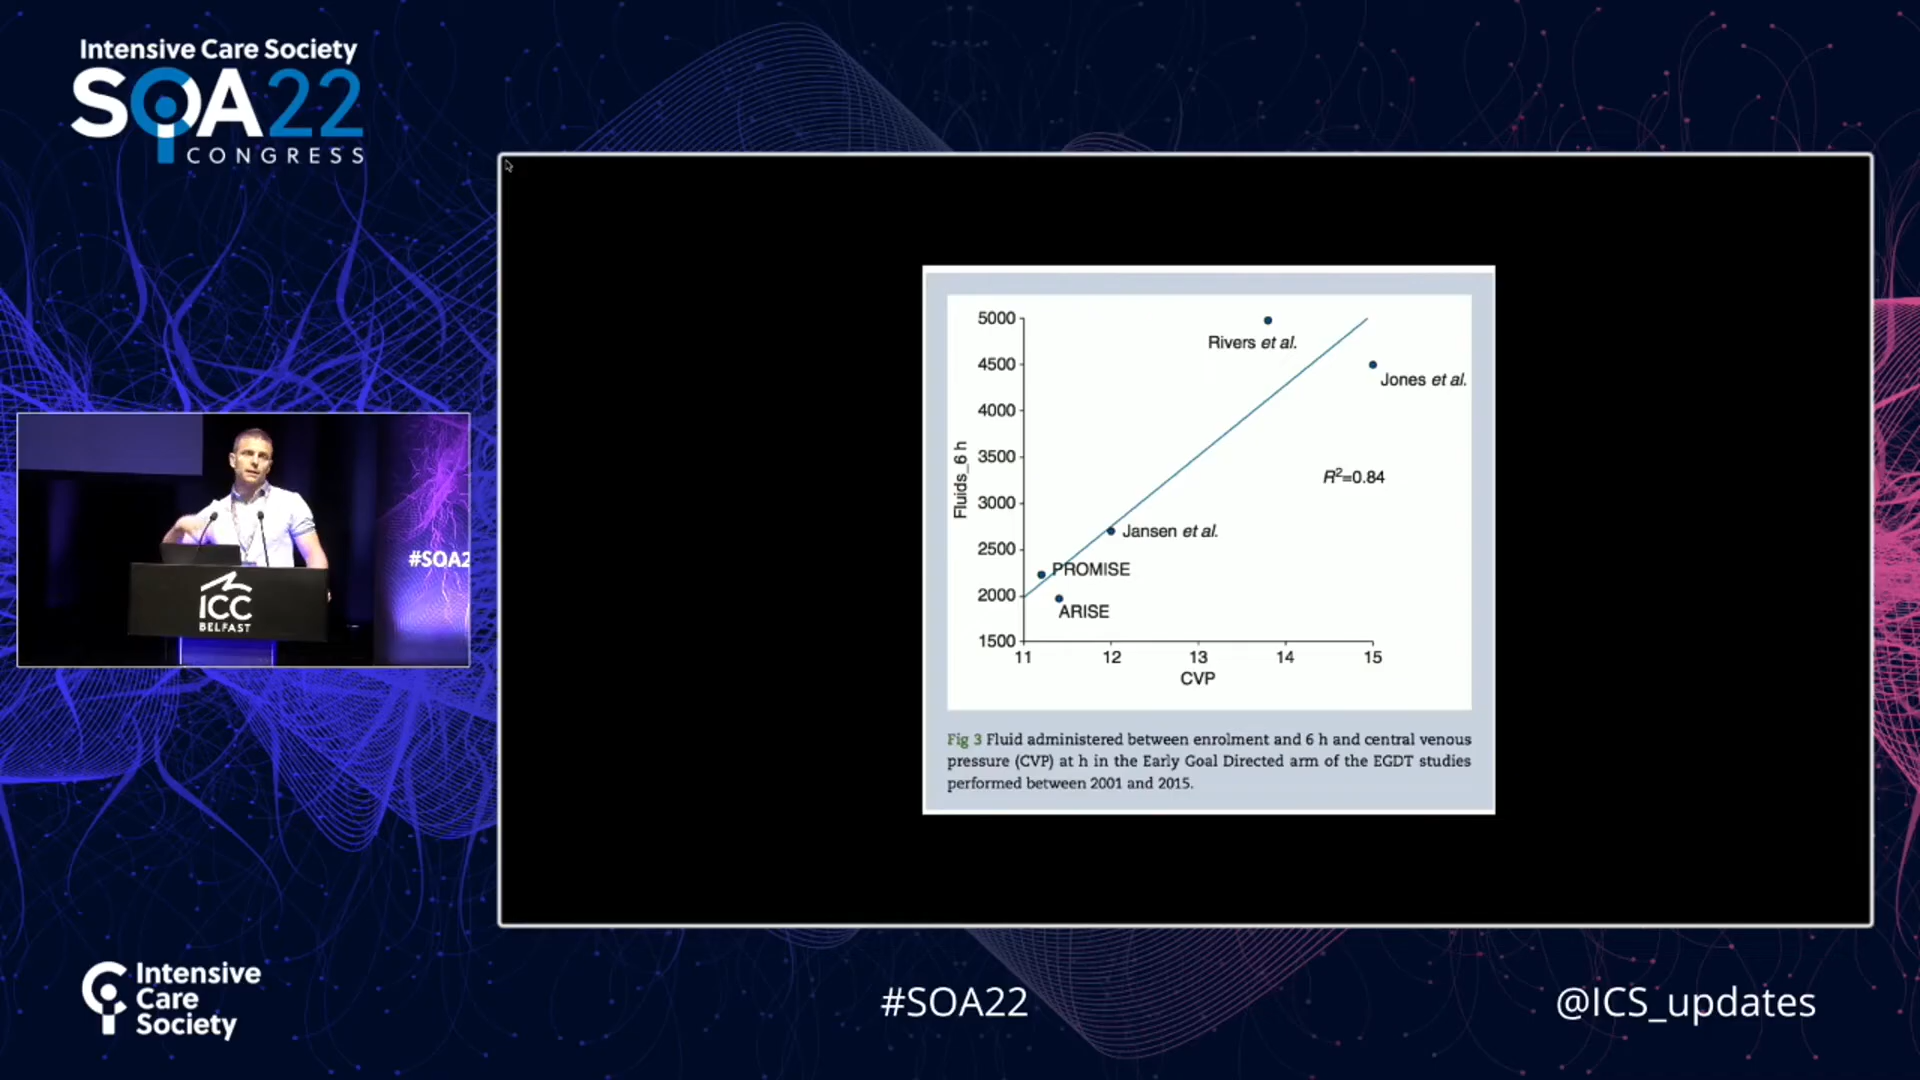 Intensive Care Society
SOA22
CONGRESS
#SOA2
ICC
BELFAST
5000
4500
4000
3500
3000
2500
2000
1500
Fluids_6 h
Rivers et al.
Jones et al.
R²=0.84
Jansen et al.
PROMISE
ARISE
11 12 13 14 15
CVP
Fig 3 Fluid administered between enrolment and 6 h and central venous
pressure (CVP) at h in the Early Goal Directed arm of the EGDT studies
performed between 2001 and 2015.
Intensive
Care
Society
#SOA22
@ICS_updates